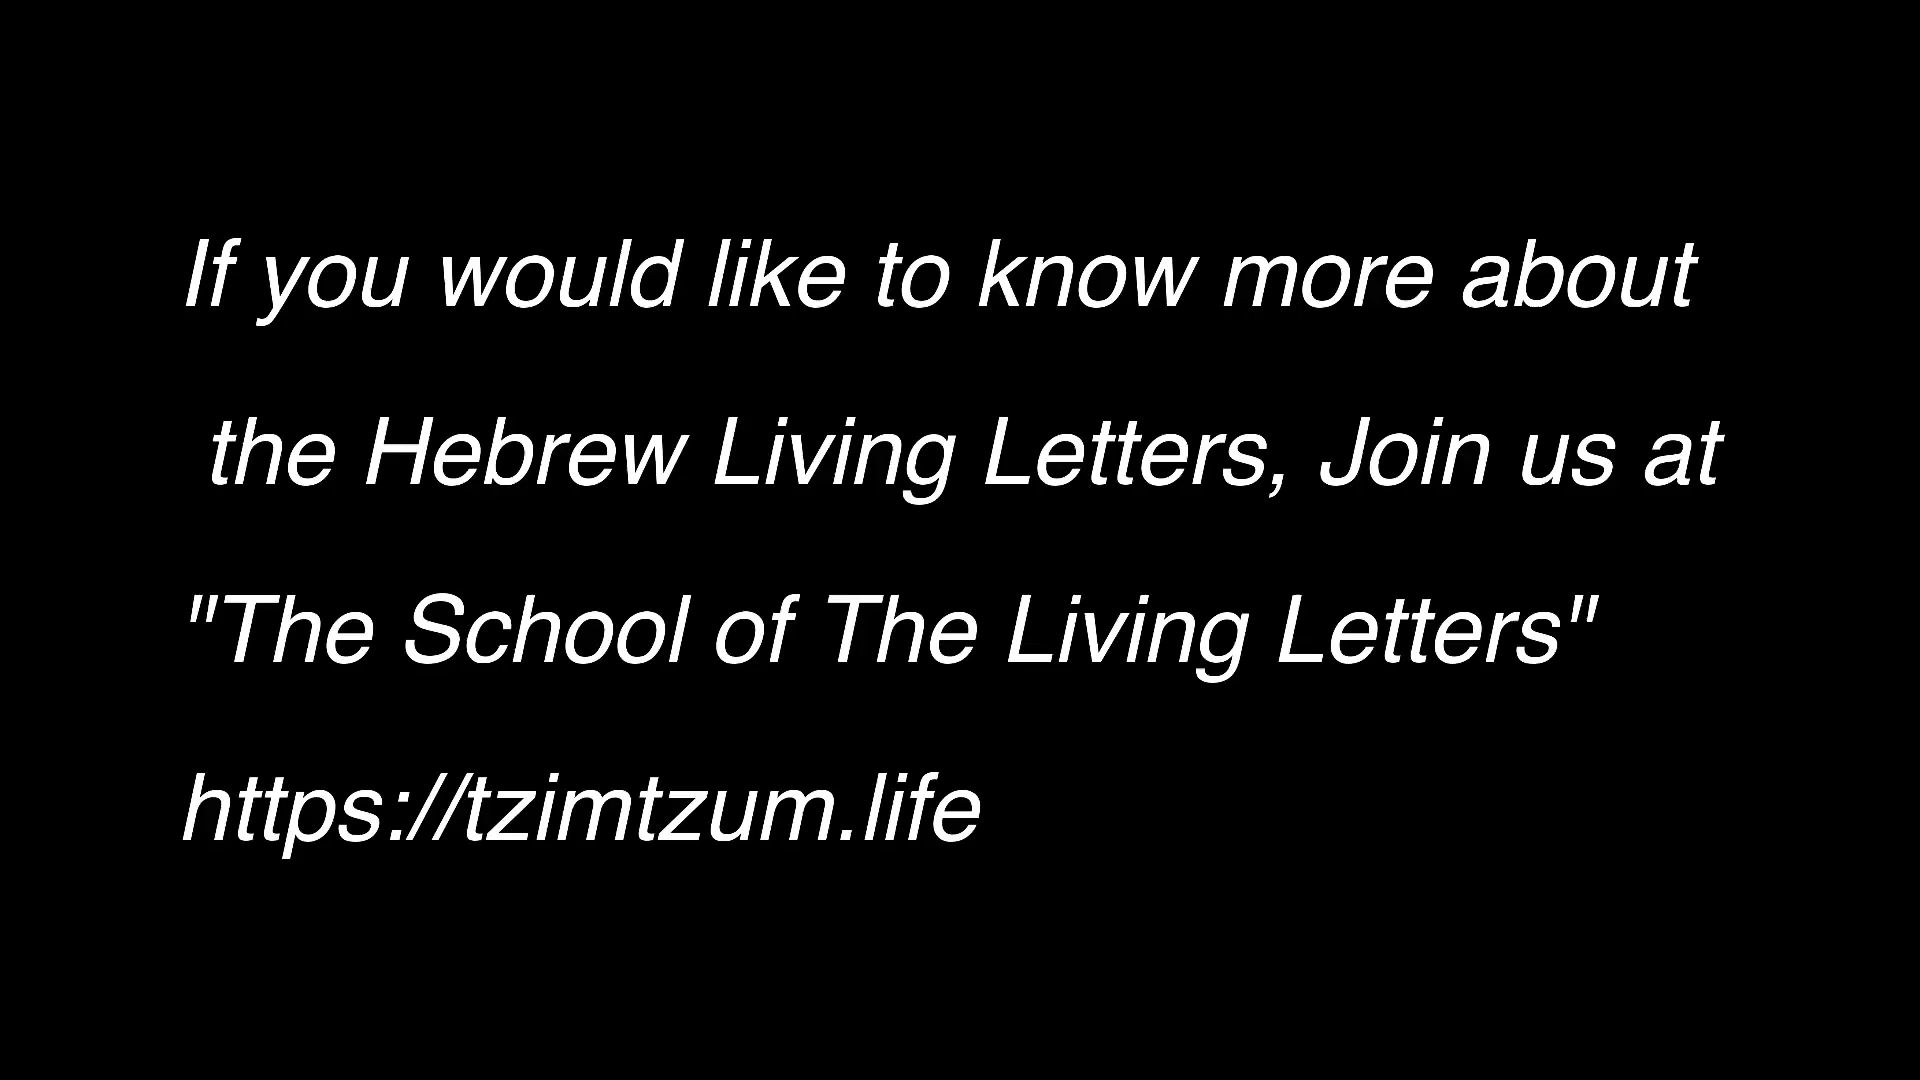 If you would like to know more about
the Hebrew Living Letters, Join us at
"The School of The Living Letters"
https://tzimtzum.life